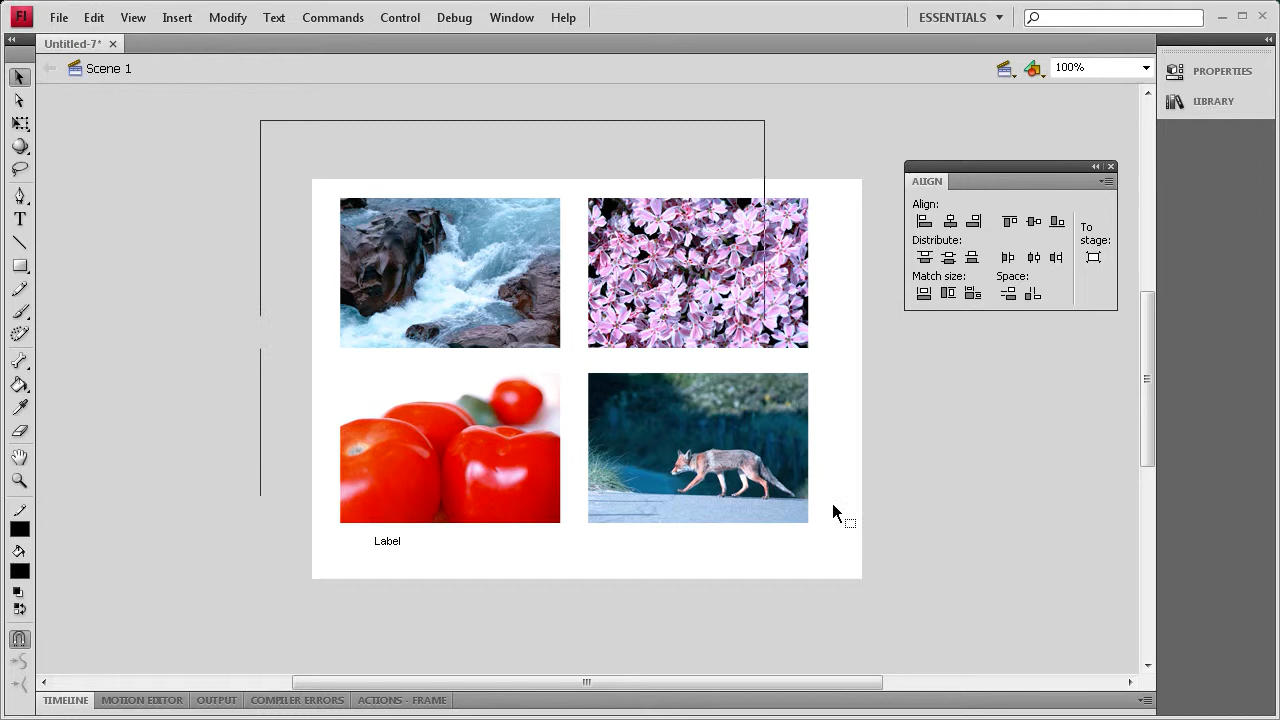 Fl File Edit View Insert Modify Text Commands Control Debug Window Help ESSENTIALS
Untitled-7*
Scene 1 100%
PROPERTIES
LIBRARY
ALIGN
Align:
To stage:
Distribute:
Match size: Space:
Label
TIMELINE MOTION EDITOR OUTPUT COMPILER ERRORS ACTIONS - FRAME